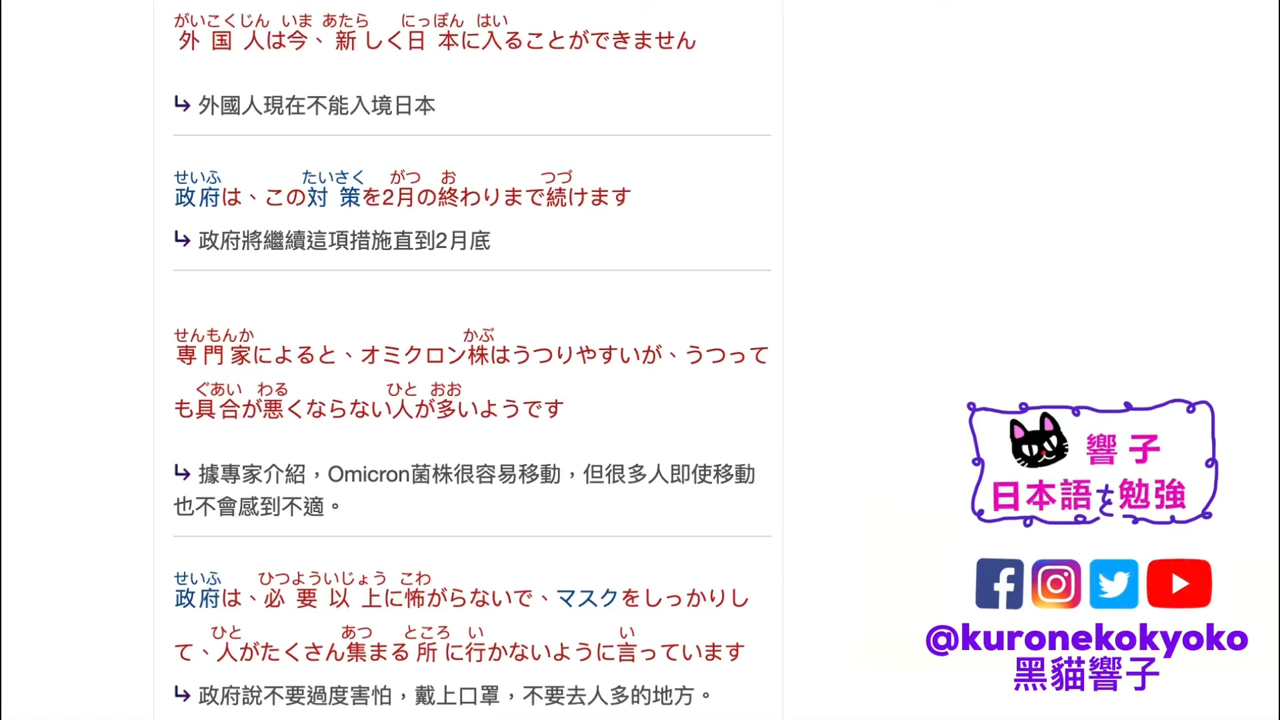 がいこくじん いま あたら にっぽん はい
外国人は今、新しく日本に入ることができません
↳ 外國人現在不能入境日本
せいふ たいさく がつ お つづ
政府は、この対策を2月の終わりまで続けます
↳ 政府將繼續這項措施直到2月底
せんもんか かぶ
専門家によると、オミクロン株はうつりやすいが、うつって
ぐあい わる ひと おお
も具合が悪くならない人が多いようです
↳ 據專家介紹，Omicron菌株很容易移動，但很多人即使移動
也不會感到不適。
せいふ ひつよういじょう こわ
政府は、必要以上に怖がらないで、マスクをしっかりし
ひと あつ ところ い い
て、人がたくさん集まる所に行かないように言っています
↳ 政府說不要過度害怕，戴上口罩，不要去人多的地方。
響子
日本語を勉強
@kuronekokyoko
黑貓響子